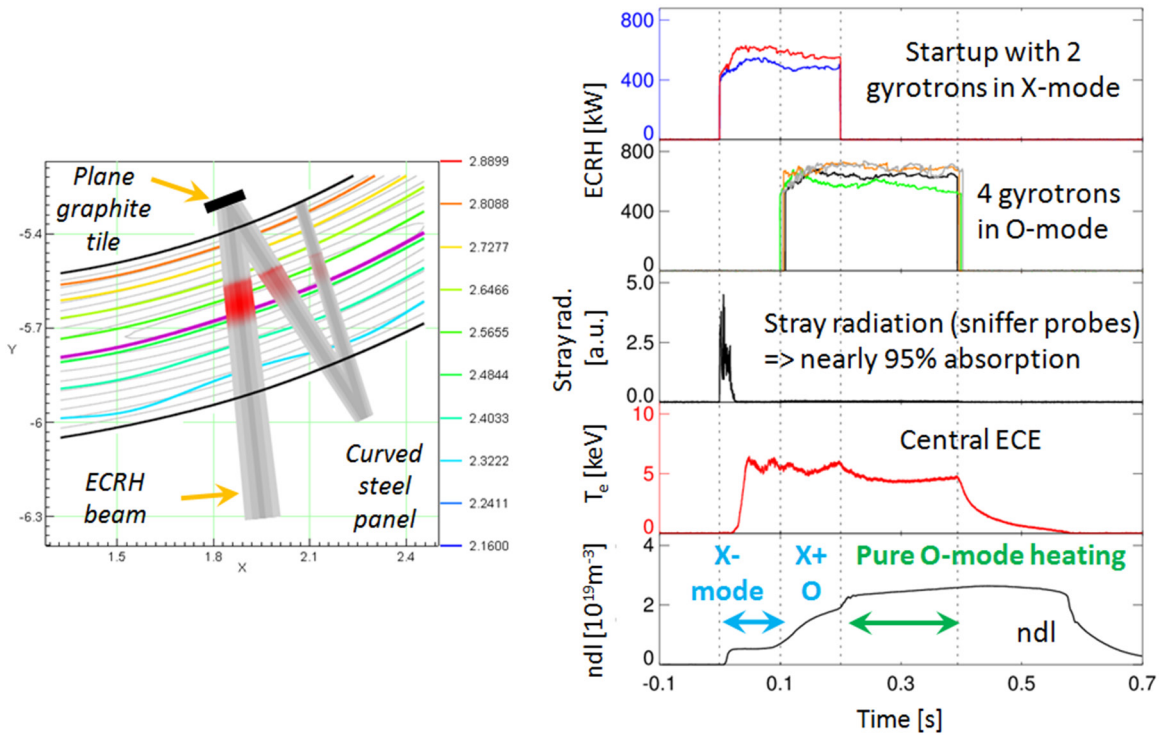 Plane
graphite
tile
-5.4
-5.7
-6
-6.3
Y
1.5
1.8
2.1
2.4
X
ECRH
beam
Curved
steel
panel
2.8899
2.8088
2.7277
2.6466
2.5655
2.4844
2.4033
2.3222
2.2411
2.1600
ECRH [kW]
800
400
0
Startup with 2
gyrotrons in X-mode
800
400
0
4 gyrotrons
in O-mode
Stray rad.
[a.u.]
5.0
2.5
0.0
Stray radiation (sniffer probes)
=> nearly 95% absorption
Te [keV]
10
5
0
Central ECE
ndl [10¹⁹m⁻³]
4
2
0
X-
mode
X+
O
Pure O-mode heating
ndl
-0.1
0.1
0.3
0.5
0.7
Time [s]